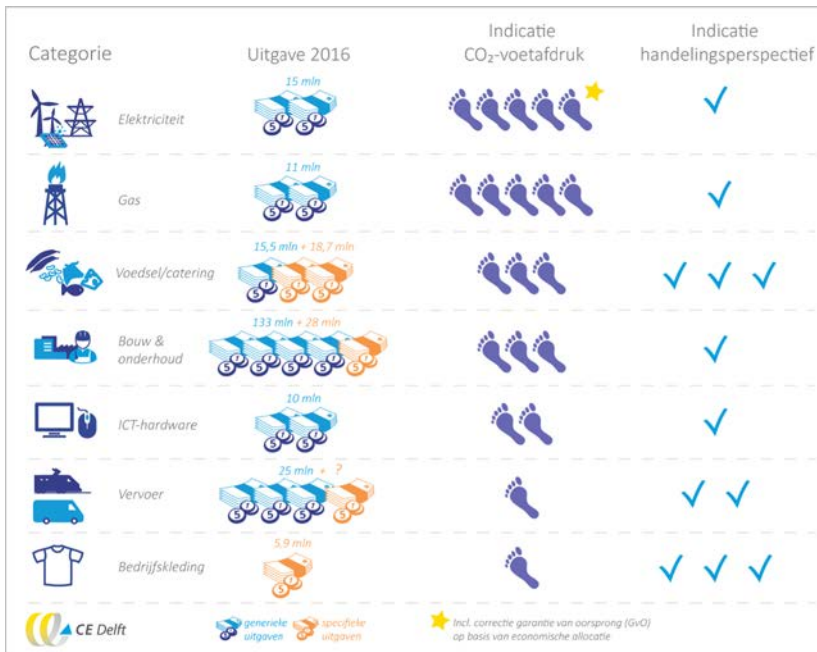 Categorie
Uitgave 2016
Indicatie
CO₂-voetafdruk
Indicatie
handelingsperspectief
Elektriciteit
15 mln
Gas
11 mln
Voedsel/catering
15,5 mln + 18,7 mln
Bouw &
onderhoud
133 mln + 28 mln
ICT-hardware
10 mln
Vervoer
25 mln + ?
Bedrijfskleding
5.9 mln
CE Delft
generieke
uitgaven
specifieke
uitgaven
Incl. correctie garantie van oorsprong (GvO)
op basis van economische allocatie